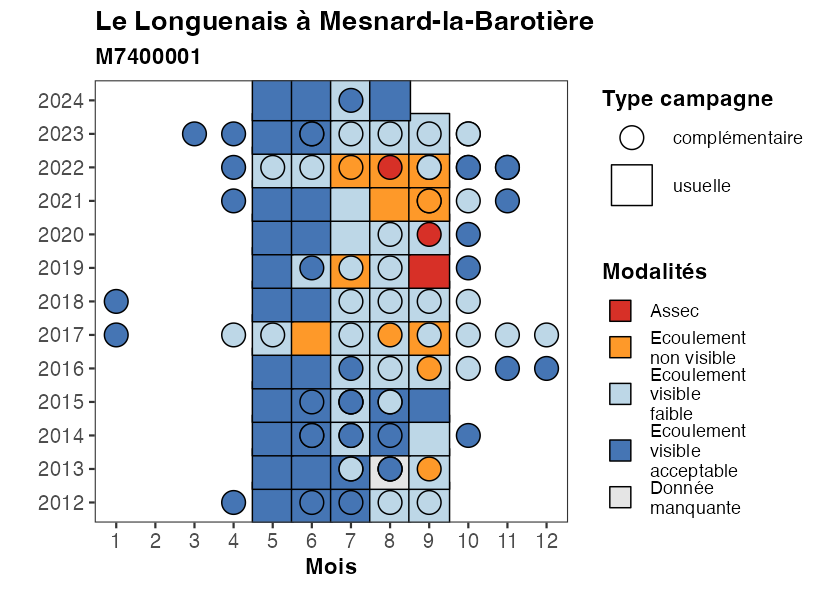 Le Longuenais à Mesnard-la-Barotière
M7400001
2024
2023
2022
2021
2020
2019
2018
2017
2016
2015
2014
2013
2012
1 2 3 4 5 6 7 8 9 10 11 12
Mois
Type campagne
complémentaire
usuelle
Modalités
Assec
Ecoulement
non visible
Ecoulement
visible
faible
Ecoulement
visible
acceptable
Donnée
manquante